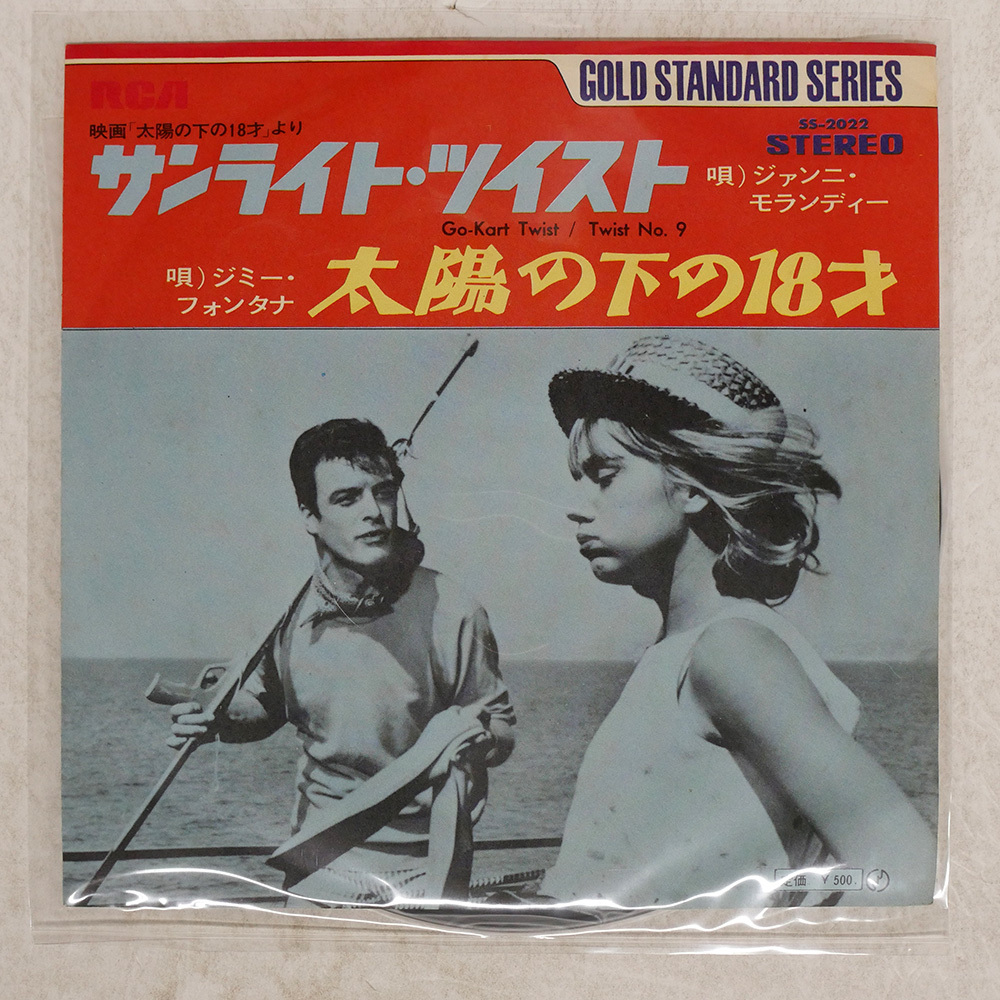 GOLD STANDARD SERIES
RCA
SS-2022
STEREO
映画「太陽の下の18才」より
サンライト・ツイスト
唄）ジァンニ・
モランディー
Go-Kart Twist / Twist No. 9
唄）ジミー・
フォンタナ
太陽の下の18才
定価 ¥500.